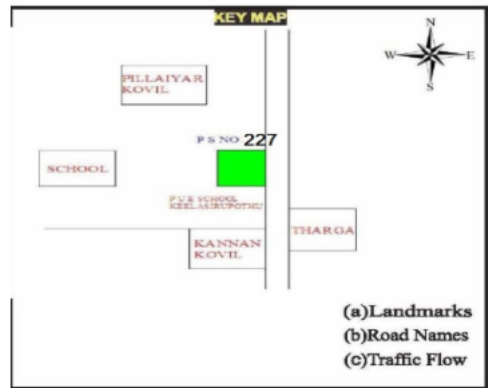 KEY MAP
N
W E
S
PILLAIYAR
KOVIL
P S NO 227
SCHOOL
P U E SCHOOL
KEELASIRUPOTHU
THARGA
KANNAN
KOVIL
(a)Landmarks
(b)Road Names
(c)Traffic Flow